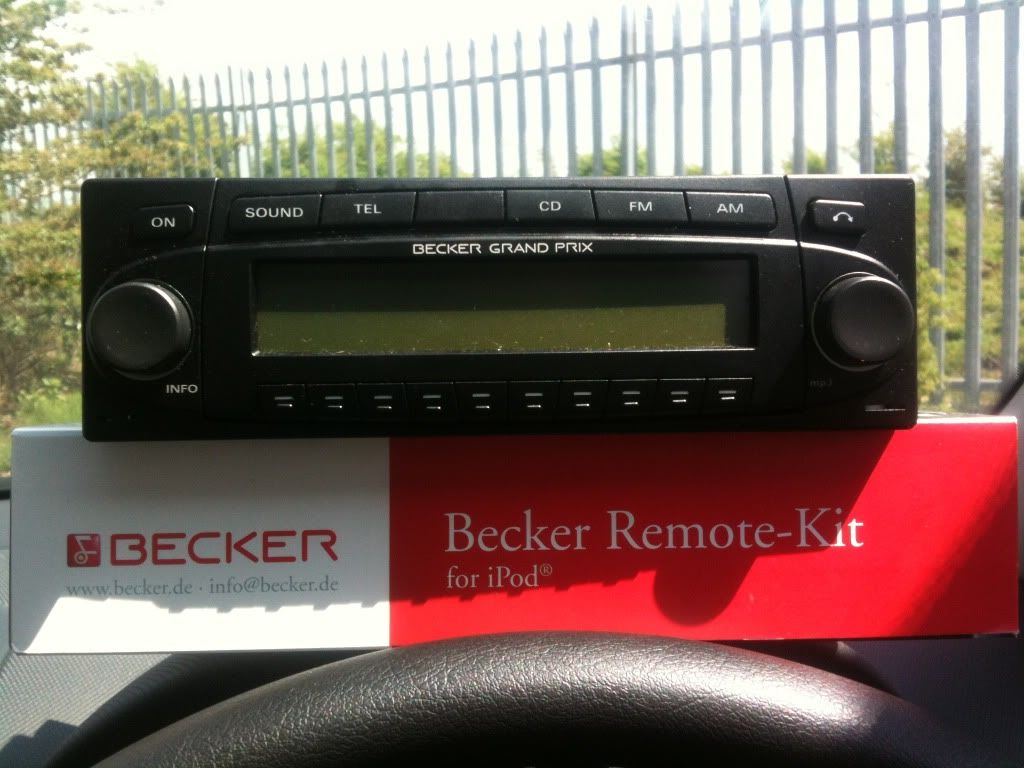 ON
SOUND
TEL
CD
FM
AM
BECKER GRAND PRIX
INFO
mp3
BECKER
www.becker.de · info@becker.de
Becker Remote-Kit
for iPod®